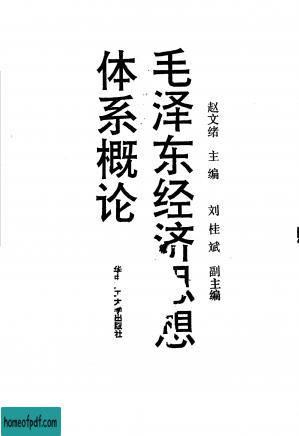 赵文绪 主编 刘桂斌 副主编
毛泽东经济思想
体系概论
华 工大学出版社
homeofpdf.com